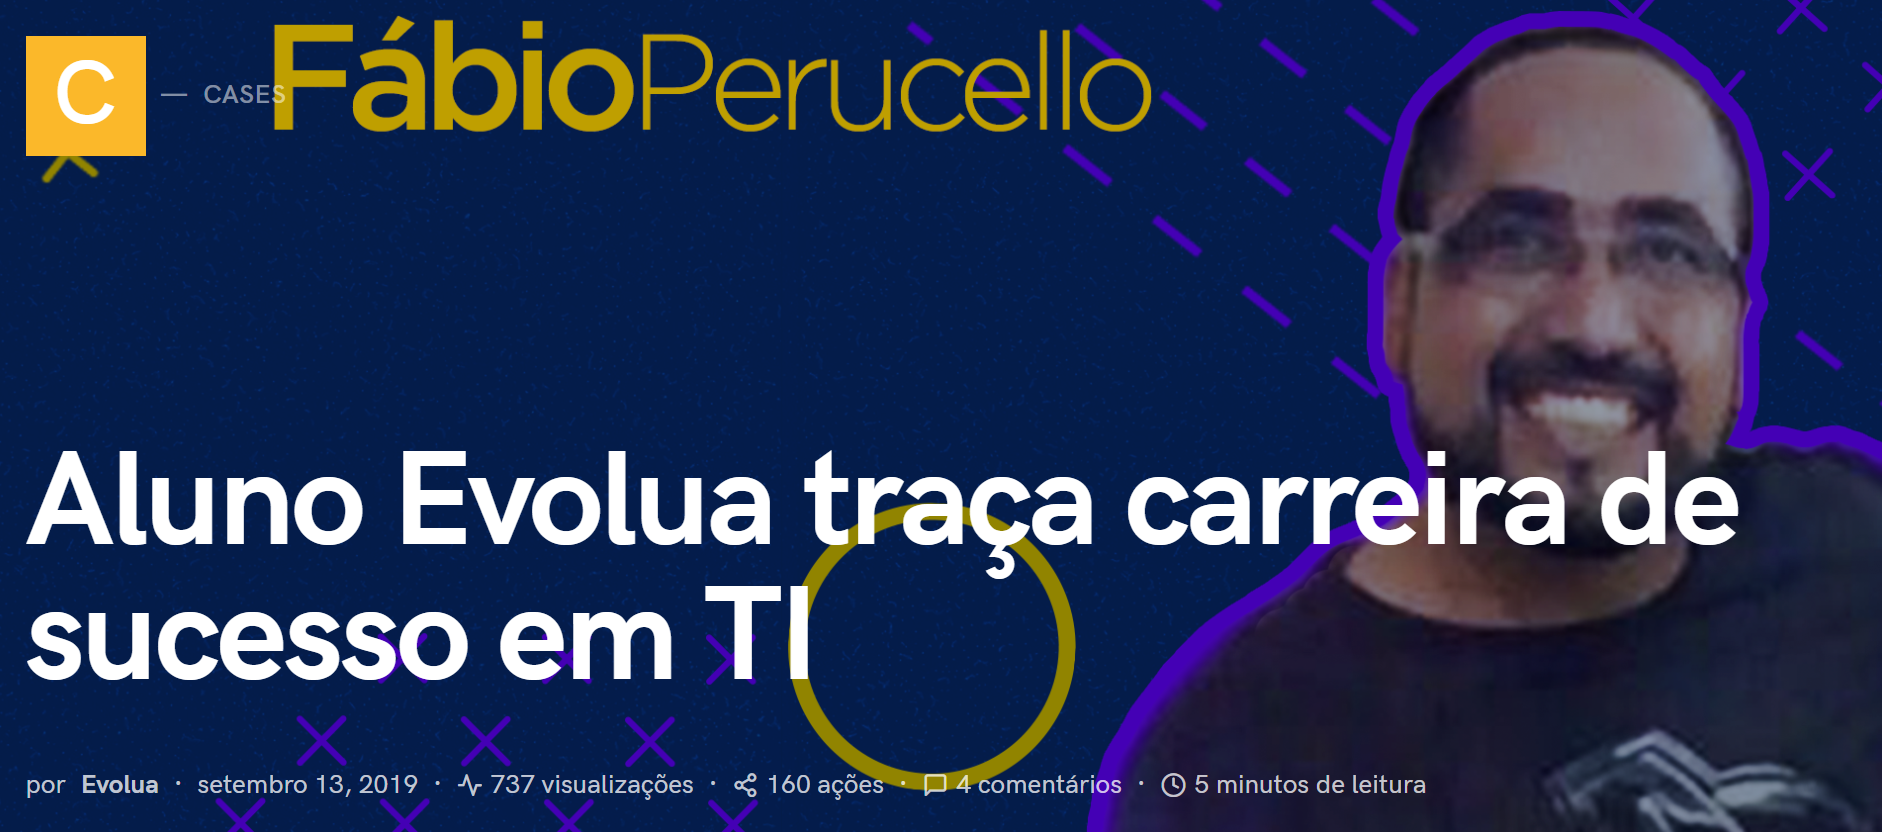 C — CASES
FábioPerucello
Aluno Evolua traça carreira de
sucesso em TI
por Evolua · setembro 13, 2019 · 737 visualizações · 160 ações · 4 comentários · 5 minutos de leitura